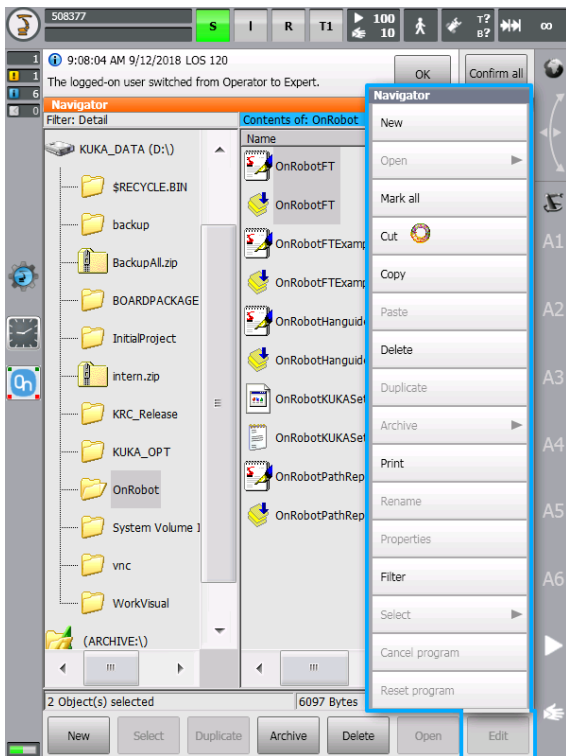 508377
S
I
R
T1
100
10
T?
B?
∞
1
1
6
0
9:08:04 AM 9/12/2018 LOS 120
The logged-on user switched from Operator to Expert.
OK
Confirm all
Navigator
Filter: Detail
Contents of: OnRobot
Name
KUKA_DATA (D:\)
$RECYCLE.BIN
backup
BackupAll.zip
BOARDPACKAGE
InitialProject
intern.zip
KRC_Release
KUKA_OPT
OnRobot
System Volume
vnc
WorkVisual
(ARCHIVE:\)
OnRobotFT
OnRobotFT
OnRobotFTExamp
OnRobotFTExamp
OnRobotHanguide
OnRobotHanguide
OnRobotKUKASet
OnRobotKUKASet
OnRobotPathRep
OnRobotPathRep
Navigator
New
Open
Mark all
Cut
Copy
Paste
Delete
Duplicate
Archive
Print
Rename
Properties
Filter
Select
Cancel program
Reset program
A1
A2
A3
A4
A5
A6
2 Object(s) selected
6097 Bytes
New
Select
Duplicate
Archive
Delete
Open
Edit